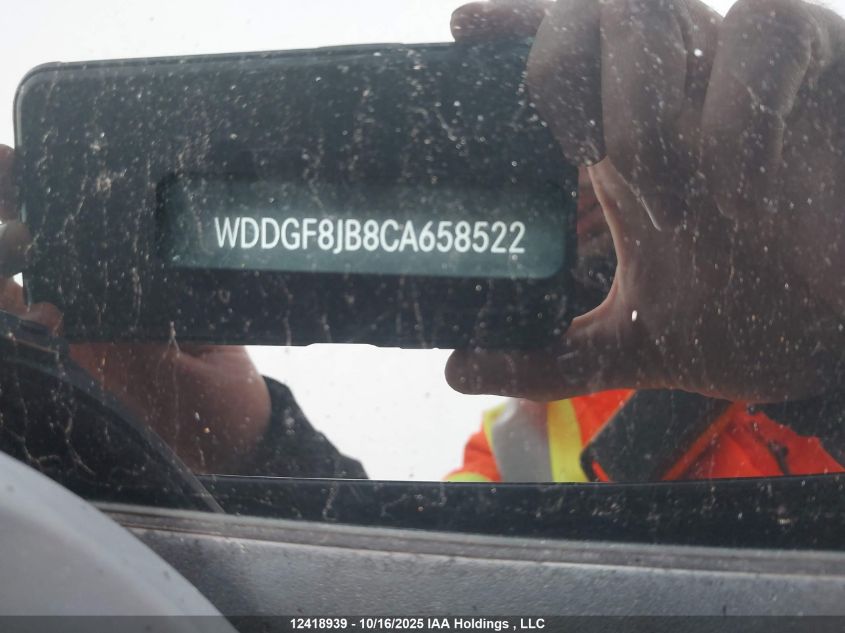 WDDGF8JB8CA658522
12418939 - 10/16/2025 IAA Holdings , LLC